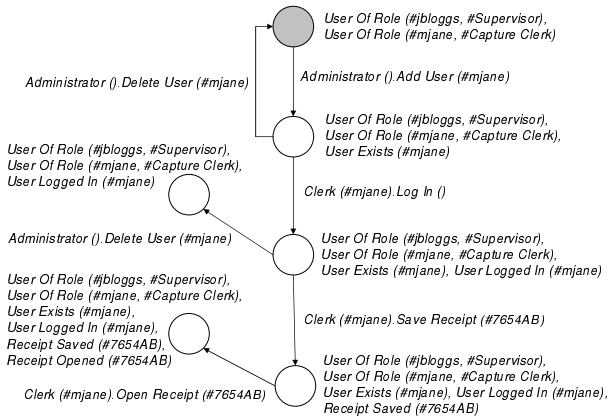 User Of Role (#jbloggs, #Supervisor),
User Of Role (#mjane, #Capture Clerk)
Administrator ().Delete User (#mjane)
Administrator ().Add User (#mjane)
User Of Role (#jbloggs, #Supervisor),
User Of Role (#mjane, #Capture Clerk),
User Exists (#mjane)
User Of Role (#jbloggs, #Supervisor),
User Of Role (#mjane, #Capture Clerk),
User Logged In (#mjane)
Clerk (#mjane).Log In ()
Administrator ().Delete User (#mjane)
User Of Role (#jbloggs, #Supervisor),
User Of Role (#mjane, #Capture Clerk),
User Exists (#mjane), User Logged In (#mjane)
User Of Role (#jbloggs, #Supervisor),
User Of Role (#mjane, #Capture Clerk),
User Exists (#mjane),
User Logged In (#mjane),
Receipt Saved (#7654AB),
Receipt Opened (#7654AB)
Clerk (#mjane).Save Receipt (#7654AB)
Clerk (#mjane).Open Receipt (#7654AB)
User Of Role (#jbloggs, #Supervisor),
User Of Role (#mjane, #Capture Clerk),
User Exists (#mjane), User Logged In (#mjane),
Receipt Saved (#7654AB)